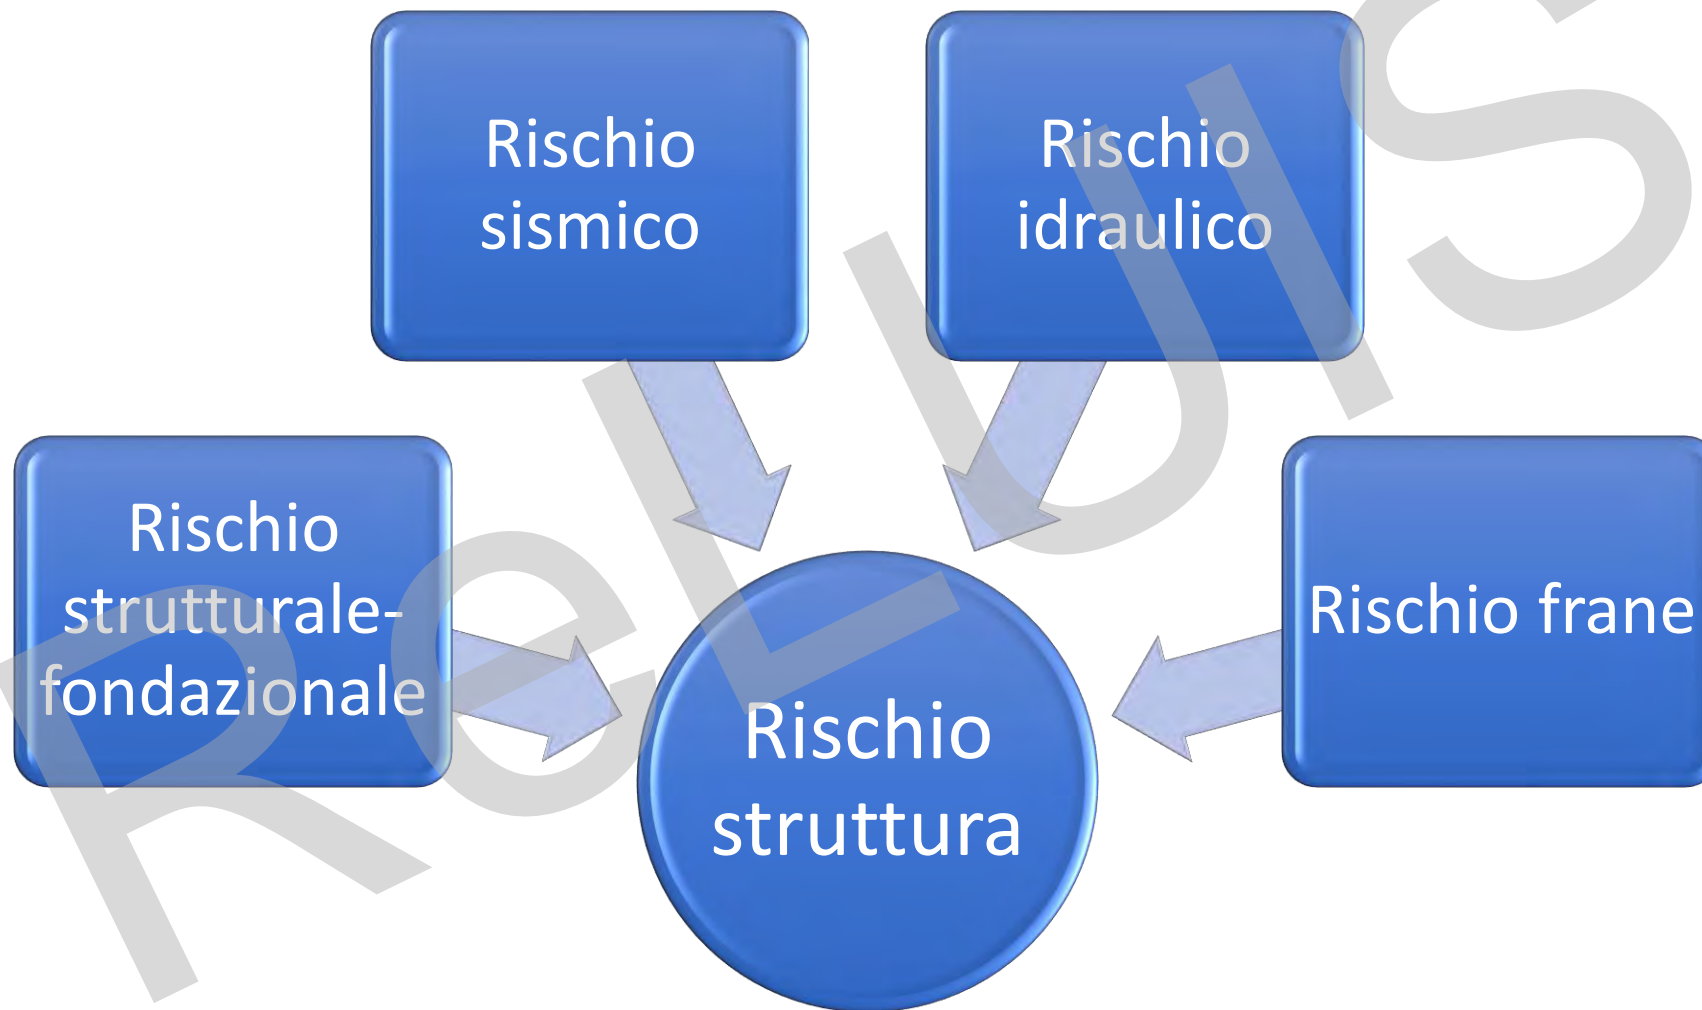 Rischio
sismico
Rischio
idraulico
Rischio
strutturale-
fondazionale
Rischio frane
Rischio
struttura
ReLUIS